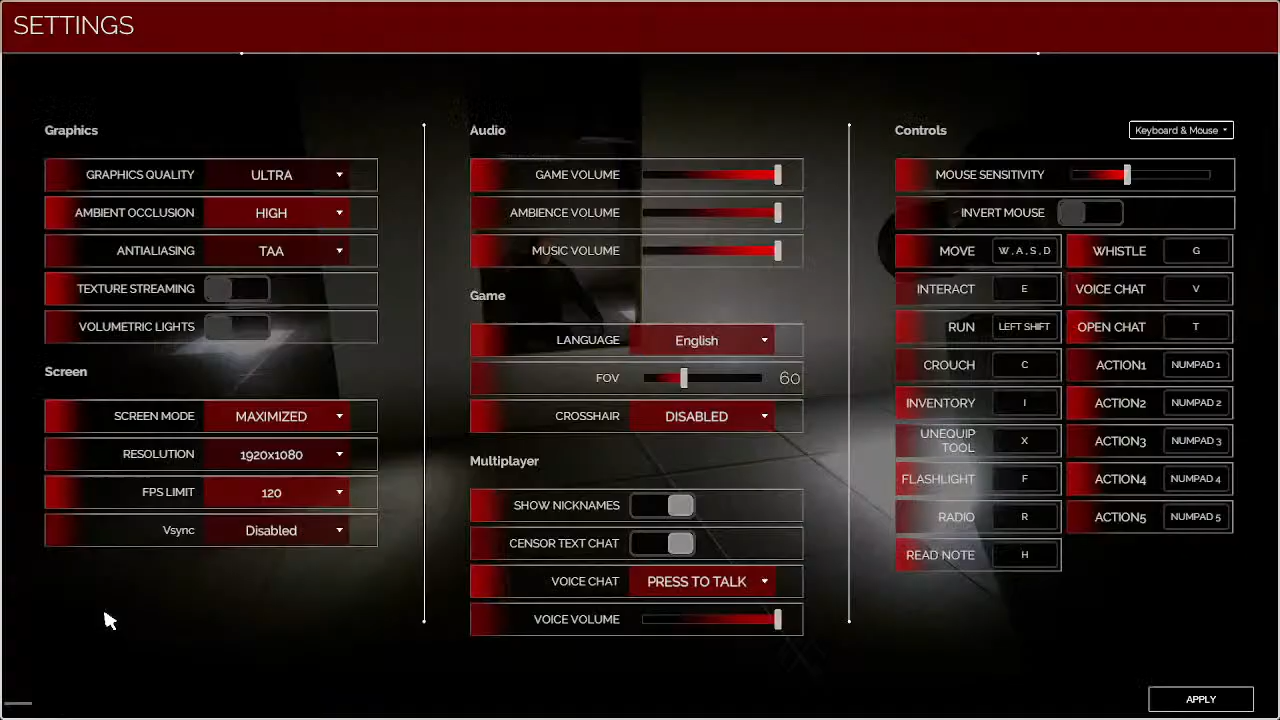 SETTINGS
Graphics
GRAPHICS QUALITY ULTRA
AMBIENT OCCLUSION HIGH
ANTIALIASING TAA
TEXTURE STREAMING
VOLUMETRIC LIGHTS
Screen
SCREEN MODE MAXIMIZED
RESOLUTION 1920x1080
FPS LIMIT 120
Vsync Disabled
Audio
GAME VOLUME
AMBIENCE VOLUME
MUSIC VOLUME
Game
LANGUAGE English
FOV 60
CROSSHAIR DISABLED
Multiplayer
SHOW NICKNAMES
CENSOR TEXT CHAT
VOICE CHAT PRESS TO TALK
VOICE VOLUME
Controls Keyboard & Mouse
MOUSE SENSITIVITY
INVERT MOUSE
MOVE W , A , S , D WHISTLE G
INTERACT E VOICE CHAT V
RUN LEFT SHIFT OPEN CHAT T
CROUCH C ACTION1 NUMPAD 1
INVENTORY I ACTION2 NUMPAD 2
UNEQUIP
TOOL X ACTION3 NUMPAD 3
FLASHLIGHT F ACTION4 NUMPAD 4
RADIO R ACTION5 NUMPAD 5
READ NOTE H
APPLY